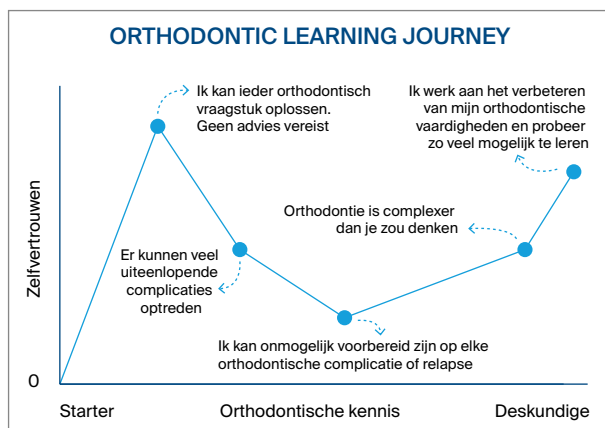 ORTHODONTIC LEARNING JOURNEY
Ik kan ieder orthodontisch
vraagstuk oplossen.
Geen advies vereist
Ik werk aan het verbeteren
van mijn orthodontische
vaardigheden en probeer
zo veel mogelijk te leren
Orthodontie is complexer
dan je zou denken
Er kunnen veel
uiteenlopende
complicaties
optreden
Ik kan onmogelijk voorbereid zijn op elke
orthodontische complicatie of relapse
Zelfvertrouwen
0
Starter
Orthodontische kennis
Deskundige